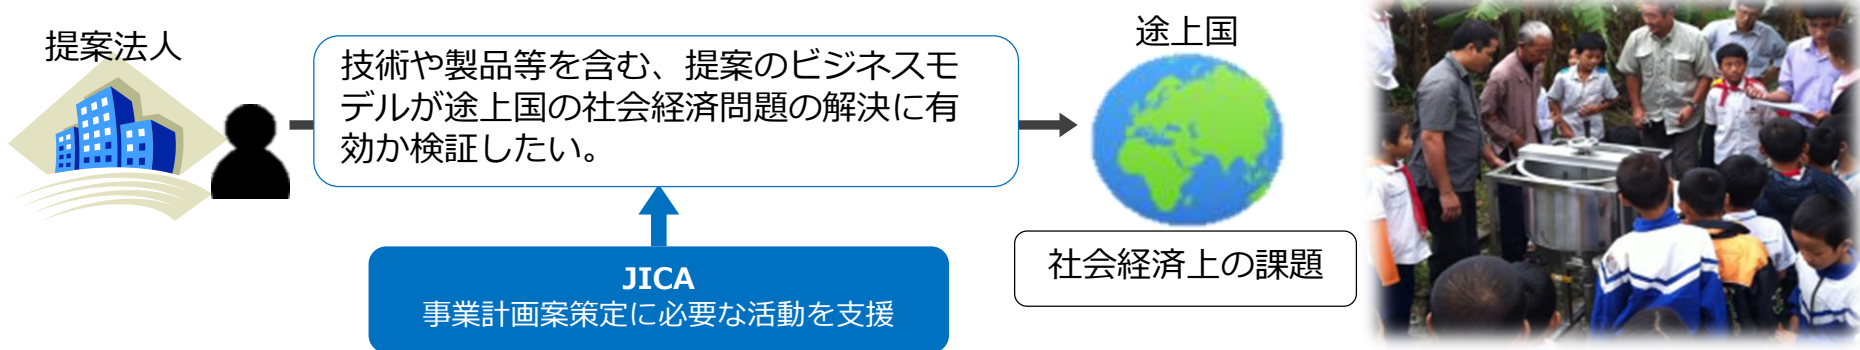 提案法人
技術や製品等を含む、提案のビジネスモ
デルが途上国の社会経済問題の解決に有
効か検証したい。
途上国
JICA
事業計画案策定に必要な活動を支援
社会経済上の課題